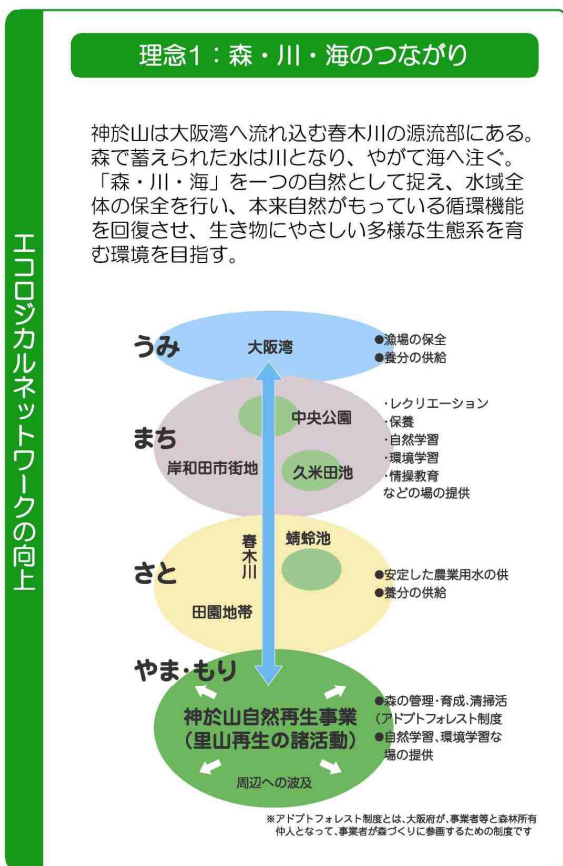 理念1：森・川・海のつながり
神於山は大阪湾へ流れ込む春木川の源流部にある。
森で蓄えられた水は川となり、やがて海へ注ぐ。
「森・川・海」を一つの自然として捉え、水域全
体の保全を行い、本来自然がもっている循環機能
を回復させ、生き物にやさしい多様な生態系を育
む環境を目指す。
エコロジカルネットワークの向上
うみ
大阪湾
●漁場の保全
●養分の供給
まち
中央公園
岸和田市街地
久米田池
・レクリエーション
・保養
・自然学習
・環境学習
・情操教育
などの場の提供
さと
春木川
蜻蛉池
田園地帯
●安定した農業用水の供
●養分の供給
やま・もり
神於山自然再生事業
（里山再生の諸活動）
周辺への波及
●森の管理・育成、清掃活
（アドプトフォレスト制度
●自然学習、環境学習な
場の提供
※アドプトフォレスト制度とは、大阪府が、事業者等と森林所有
仲人となって、事業者が森づくりに参画するための制度です